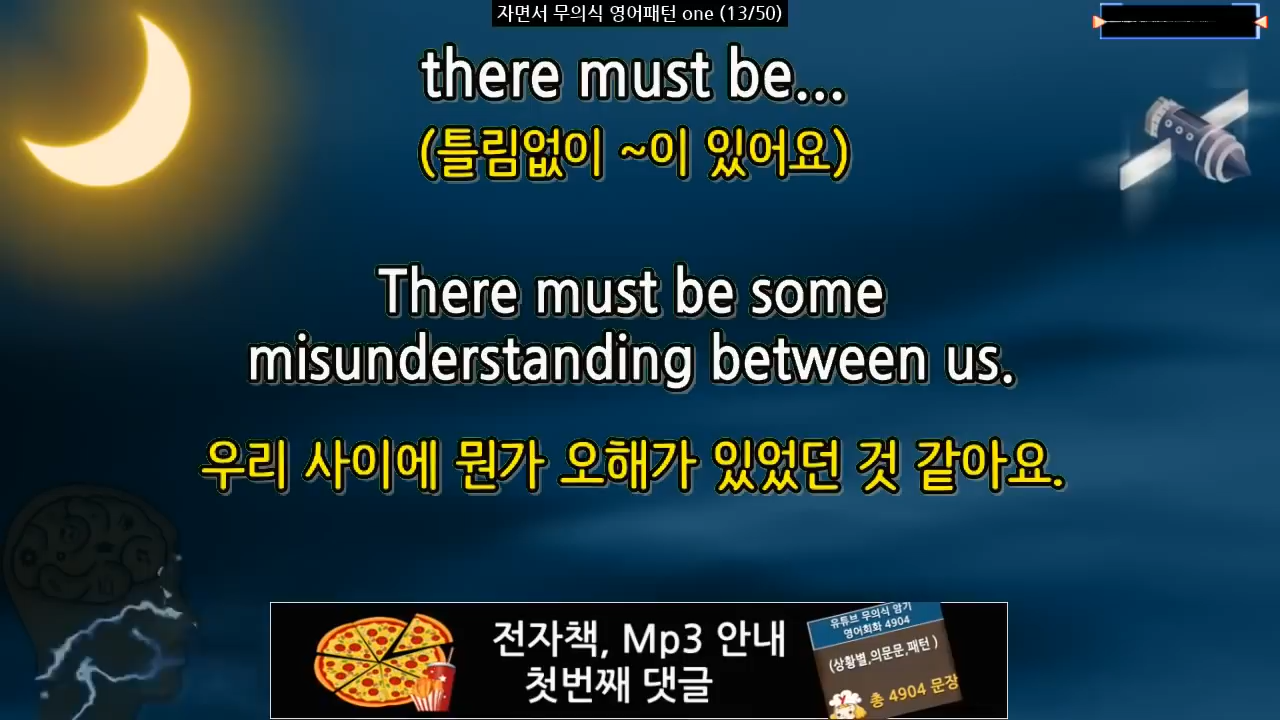 자면서 무의식 영어패턴 one (13/50)
there must be...
(틀림없이 ~이 있어요)
There must be some
misunderstanding between us.
우리 사이에 뭔가 오해가 있었던 것 같아요.
전자책, Mp3 안내
첫번째 댓글
유튜브 무의식 암기
영어회화 4904
(상황별,의문문,패턴 )
총 4904 문장